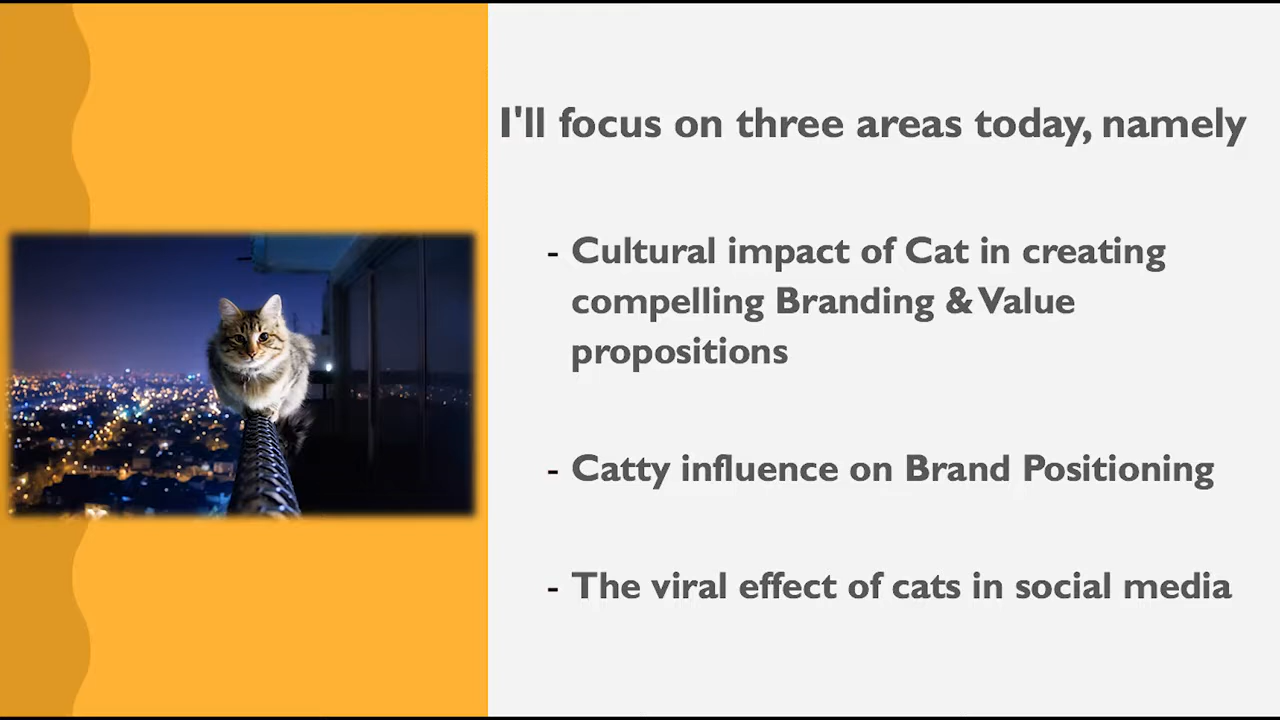 I'll focus on three areas today, namely
- Cultural impact of Cat in creating
compelling Branding & Value
propositions
- Catty influence on Brand Positioning
- The viral effect of cats in social media